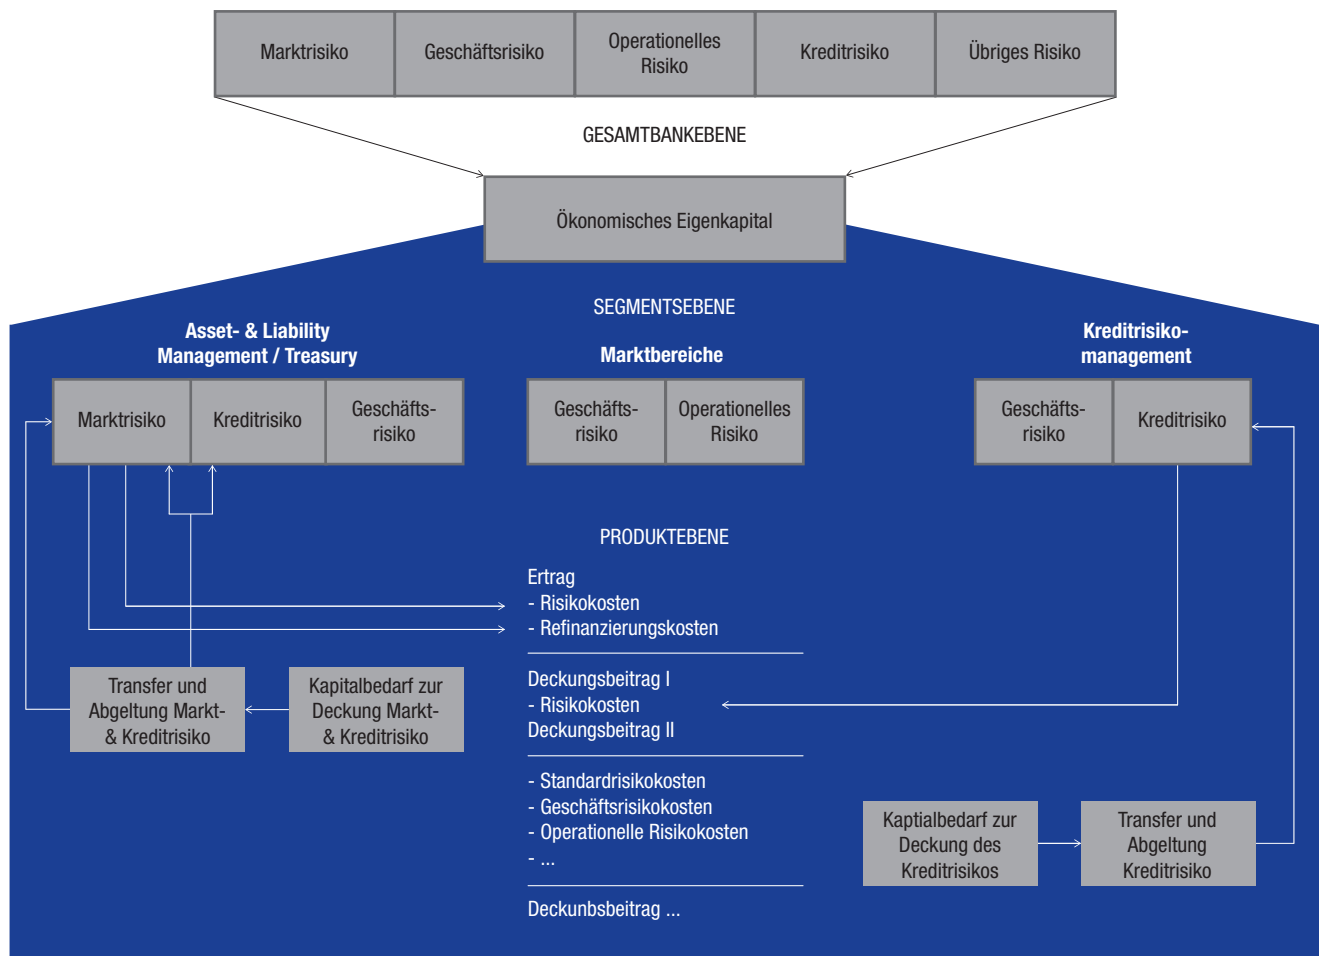 Marktrisiko
Geschäftsrisiko
Operationelles
Risiko
Kreditrisiko
Übriges Risiko
GESAMTBANKEBENE
Ökonomisches Eigenkapital
SEGMENTSEBENE
Asset- & Liability
Management / Treasury
Marktbereiche
Kreditrisiko-
management
Marktrisiko
Kreditrisiko
Geschäfts-
risiko
Geschäfts-
risiko
Operationelles
Risiko
Geschäfts-
risiko
Kreditrisiko
PRODUKTEBENE
Ertrag
- Risikokosten
- Refinanzierungskosten
Transfer und
Abgeltung Markt-
& Kreditrisiko
Kapitalbedarf zur
Deckung Markt-
& Kreditrisiko
Deckungsbeitrag I
- Risikokosten
Deckungsbeitrag II
- Standardrisikokosten
- Geschäftsrisikokosten
- Operationelle Risikokosten
- ...
Kaptialbedarf zur
Deckung des
Kreditrisikos
Transfer und
Abgeltung
Kreditrisiko
Deckunbsbeitrag ...